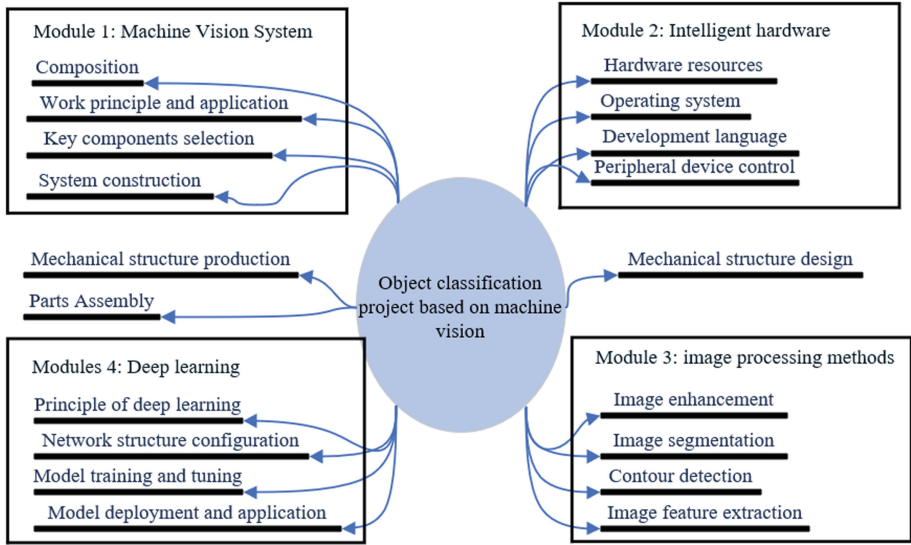 Module 1: Machine Vision System
Composition
Work principle and application
Key components selection
System construction
Module 2: Intelligent hardware
Hardware resources
Operating system
Development language
Peripheral device control
Mechanical structure production
Parts Assembly
Object classification
project based on machine
vision
Mechanical structure design
Modules 4: Deep learning
Principle of deep learning
Network structure configuration
Model training and tuning
Model deployment and application
Module 3: image processing methods
Image enhancement
Image segmentation
Contour detection
Image feature extraction